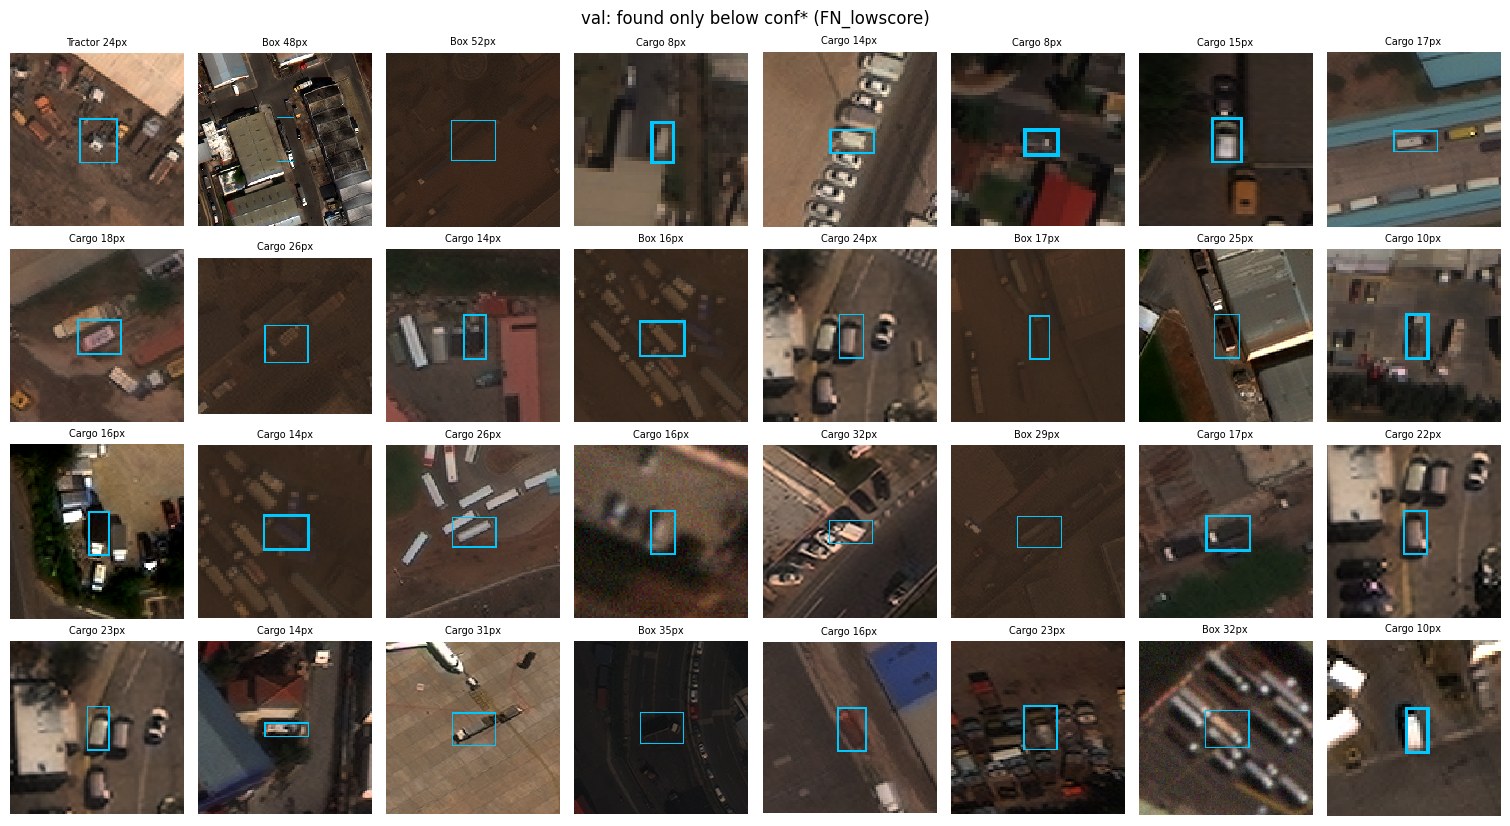 val: found only below conf* (FN_lowscore)
Tractor 24px
Box 48px
Box 52px
Cargo 8px
Cargo 14px
Cargo 8px
Cargo 15px
Cargo 17px
Cargo 18px
Cargo 26px
Cargo 14px
Box 16px
Cargo 24px
Box 17px
Cargo 25px
Cargo 10px
Cargo 16px
Cargo 14px
Cargo 26px
Cargo 16px
Cargo 32px
Box 29px
Cargo 17px
Cargo 22px
Cargo 23px
Cargo 14px
Cargo 31px
Box 35px
Cargo 16px
Cargo 23px
Box 32px
Cargo 10px